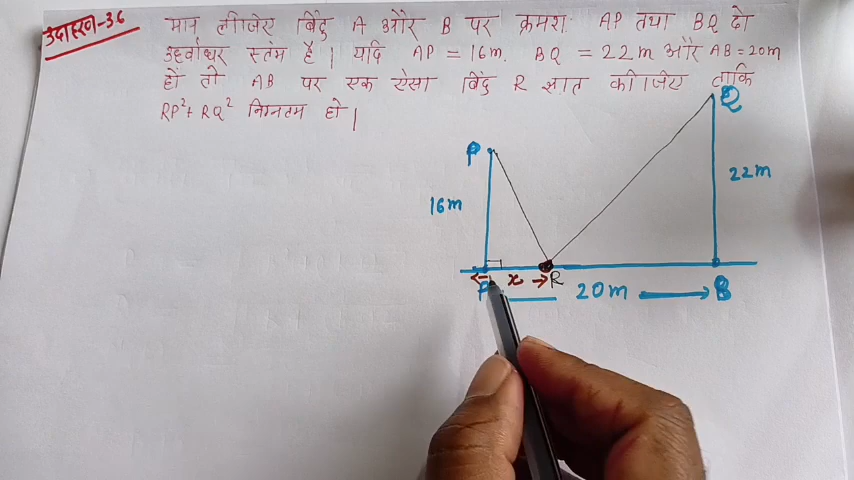 उदाहरण-36
मान लीजिए बिंदु A और B पर क्रमशः AP तथा BQ दो
उर्ध्वाधर स्तंभ है । यदि AP = 16m. BQ = 22m और AB = 20m
हों तो AB पर एक ऐसा बिंदु R ज्ञात कीजिए ताकि
RP²+ RQ² निम्नतम हो ।
P
Q
16m
22m
x
R
20m
B